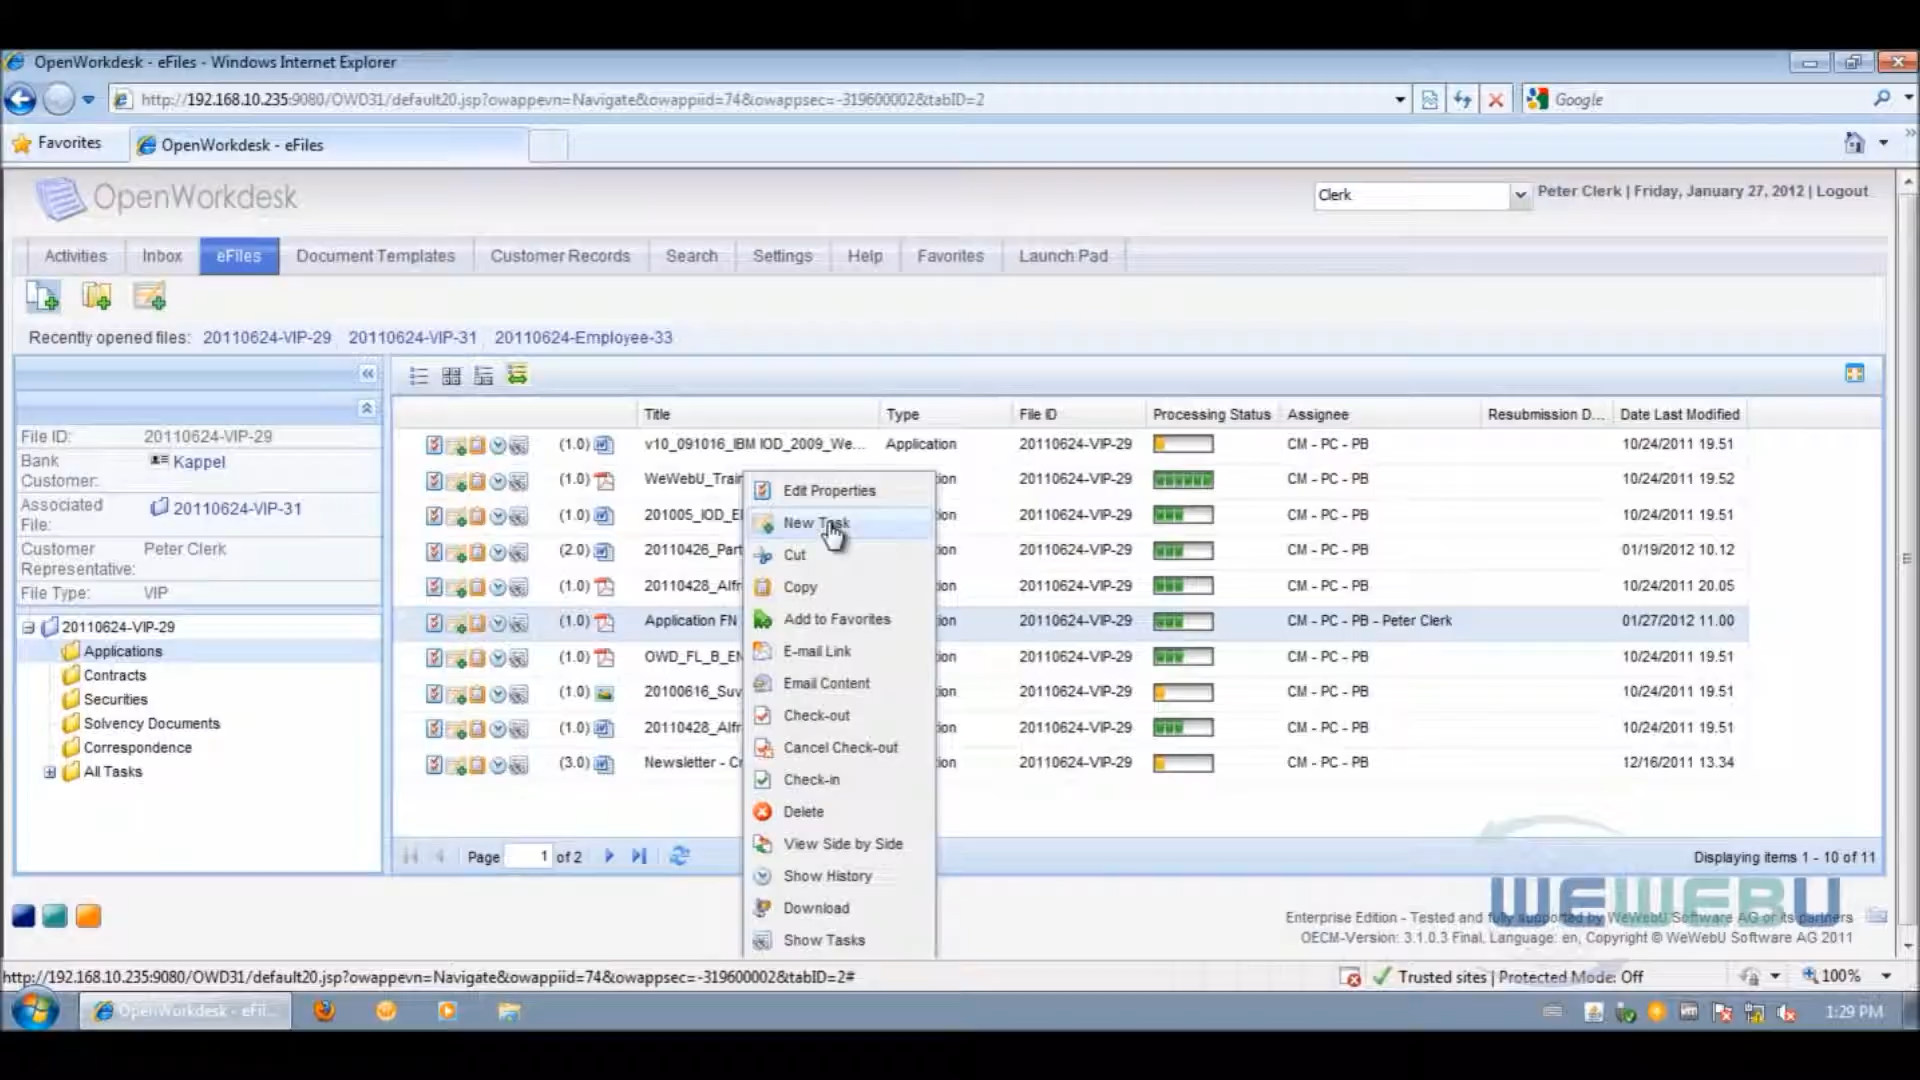 OpenWorkdesk - eFiles - Windows Internet Explorer
http://192.168.10.235:9080/OWD31/default20.jsp?owappevn=Navigate&owappiid=74&owappsec=-319600002&tabID=2
Google
Favorites
OpenWorkdesk - eFiles
OpenWorkdesk
Clerk
Peter Clerk | Friday, January 27, 2012 | Logout
Activities Inbox eFiles Document Templates Customer Records Search Settings Help Favorites Launch Pad
Recently opened files: 20110624-VIP-29 20110624-VIP-31 20110624-Employee-33
File ID: 20110624-VIP-29
Bank Customer: Kappel
Associated File: 20110624-VIP-31
Customer Representative: Peter Clerk
File Type: VIP
20110624-VIP-29
Applications
Contracts
Securities
Solvency Documents
Correspondence
All Tasks
Title Type File ID Processing Status Assignee Resubmission D... Date Last Modified
(1.0) v10_091016_IBM IOD_2009_We... Application 20110624-VIP-29 CM - PC - PB 10/24/2011 19.51
(1.0) WeWebU_Train ion 20110624-VIP-29 CM - PC - PB 10/24/2011 19.52
(1.0) 201005_IOD_E ion 20110624-VIP-29 CM - PC - PB 10/24/2011 19.51
(2.0) 20110426_Part ion 20110624-VIP-29 CM - PC - PB 01/19/2012 10.12
(1.0) 20110428_Alfr ion 20110624-VIP-29 CM - PC - PB 10/24/2011 20.05
(1.0) Application FN ion 20110624-VIP-29 CM - PC - PB - Peter Clerk 01/27/2012 11.00
(1.0) OWD_FL_B_EN ion 20110624-VIP-29 CM - PC - PB 10/24/2011 19.51
(1.0) 20100616_Suv ion 20110624-VIP-29 CM - PC - PB 10/24/2011 19.51
(1.0) 20110428_Alfr ion 20110624-VIP-29 CM - PC - PB 10/24/2011 19.51
(3.0) Newsletter - Cr ion 20110624-VIP-29 CM - PC - PB 12/16/2011 13.34
Edit Properties
New Task
Cut
Copy
Add to Favorites
E-mail Link
Email Content
Check-out
Cancel Check-out
Check-in
Delete
View Side by Side
Show History
Download
Show Tasks
Page 1 of 2
Displaying items 1 - 10 of 11
WEWEBU
Enterprise Edition - Tested and fully supported by WeWebU Software AG or its partners
OECM-Version: 3.1.0.3 Final, Language: en, Copyright © WeWebU Software AG 2011
http://192.168.10.235:9080/OWD31/default20.jsp?owappevn=Navigate&owappiid=74&owappsec=-319600002&tabID=2#
Trusted sites | Protected Mode: Off
100%
OpenWorkdesk - eFil...
1:29 PM